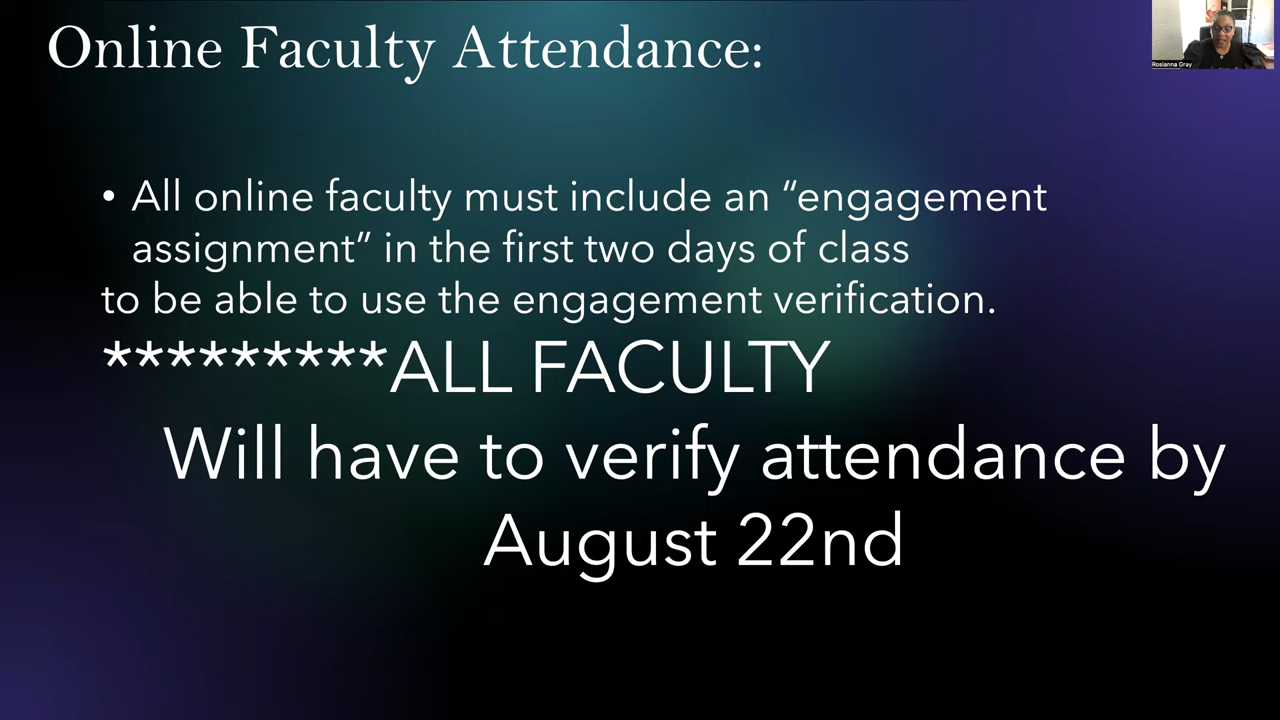 Online Faculty Attendance:
Rosianna Gray
• All online faculty must include an “engagement
assignment” in the first two days of class
to be able to use the engagement verification.
*********ALL FACULTY
Will have to verify attendance by
August 22nd